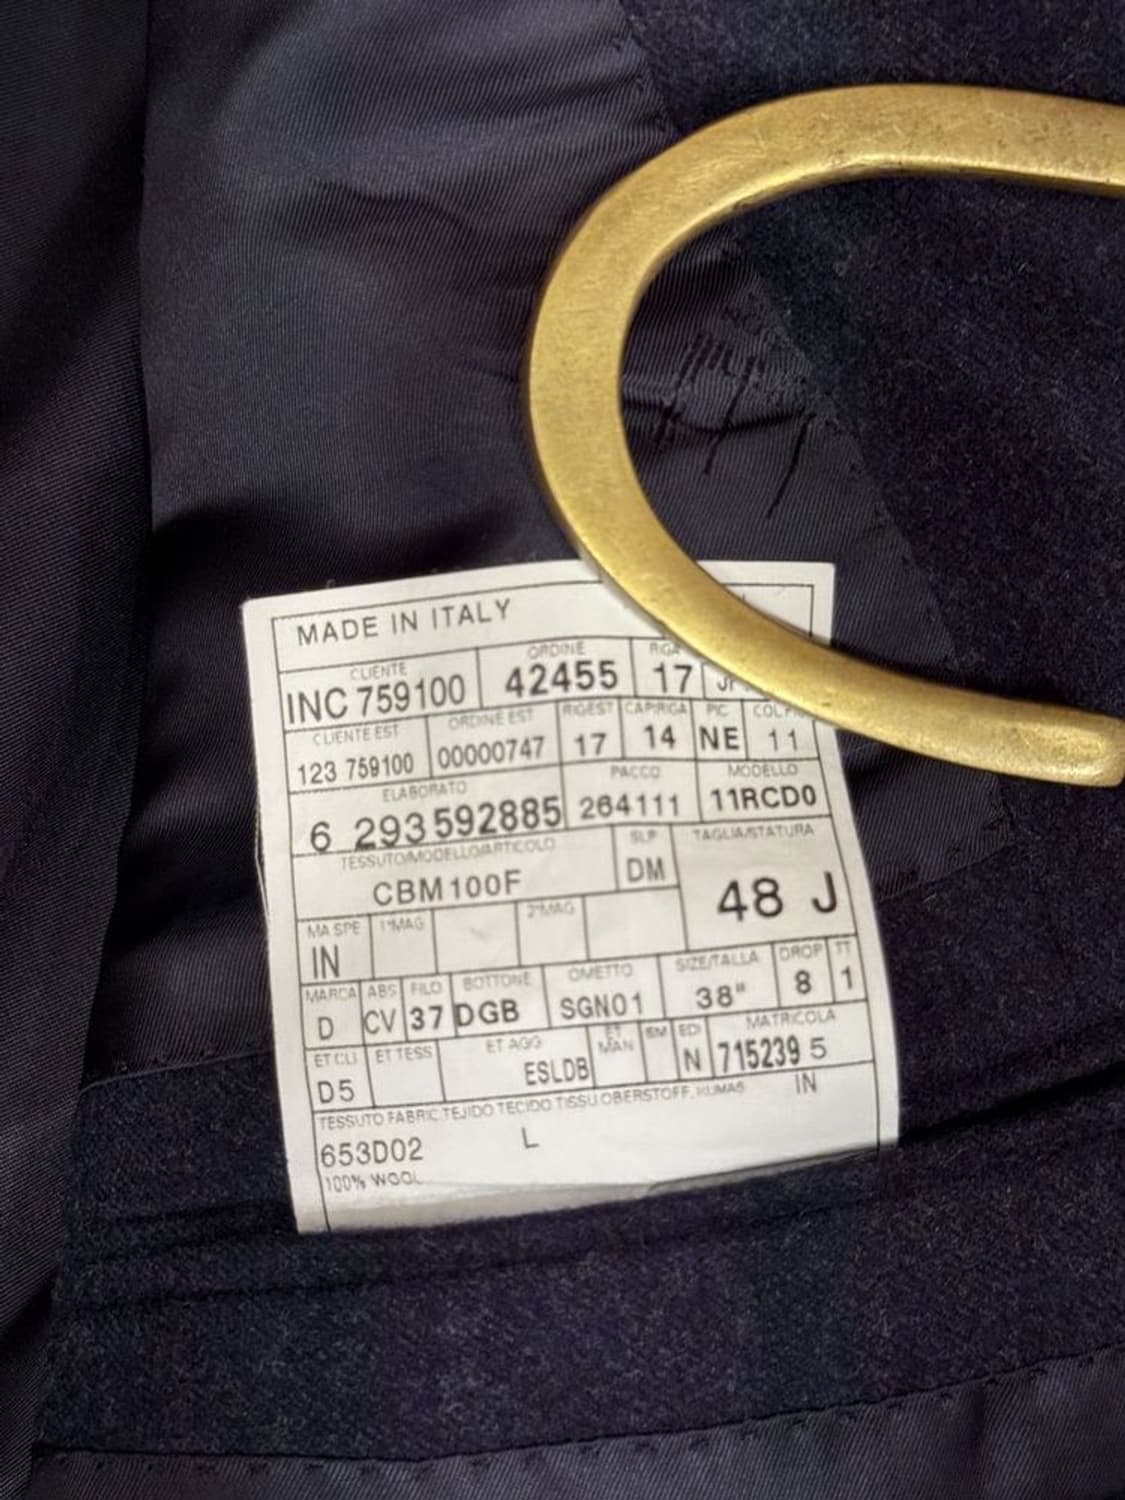 MADE IN ITALY
CLIENTE ORDINE
INC 759100 42455 17
CLIENTE EST ORDINE EST RIGEST CAPIRIGA PIC
123 759100 00000747 17 14 NE 11
ELABORATO PACCO MODELLO
6 293592885 264111 11RCD0
TESSUTO/MODELLO/ARTICOLO SLP TAGLIA/STATURA
CBM100F DM 48 J
MA SPE 1°MAG 2°MAG
IN
MARCA ABS FILO BOTTONE OMETTO SIZE/TALLA DROP TT
D CV 37 DGB SGN01 38" 8 1
ET CLI ET TESS ET AGG ET MAN SM EDI MATRICOLA
D5 ESLDB N 715239 5
TESSUTO FABRIC TEJIDO TECIDO TISSU OBERSTOFF, KUMAS IN
653D02 L
100% WOOL